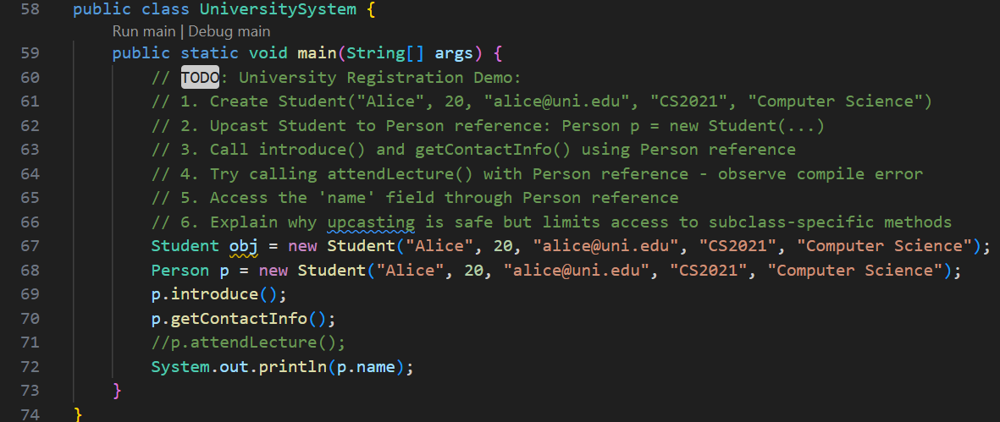 58 public class UniversitySystem {
Run main | Debug main
59 public static void main(String[] args) {
60 // TODO: University Registration Demo:
61 // 1. Create Student("Alice", 20, "alice@uni.edu", "CS2021", "Computer Science")
62 // 2. Upcast Student to Person reference: Person p = new Student(...)
63 // 3. Call introduce() and getContactInfo() using Person reference
64 // 4. Try calling attendLecture() with Person reference - observe compile error
65 // 5. Access the 'name' field through Person reference
66 // 6. Explain why upcasting is safe but limits access to subclass-specific methods
67 Student obj = new Student("Alice", 20, "alice@uni.edu", "CS2021", "Computer Science");
68 Person p = new Student("Alice", 20, "alice@uni.edu", "CS2021", "Computer Science");
69 p.introduce();
70 p.getContactInfo();
71 //p.attendLecture();
72 System.out.println(p.name);
73 }
74 }